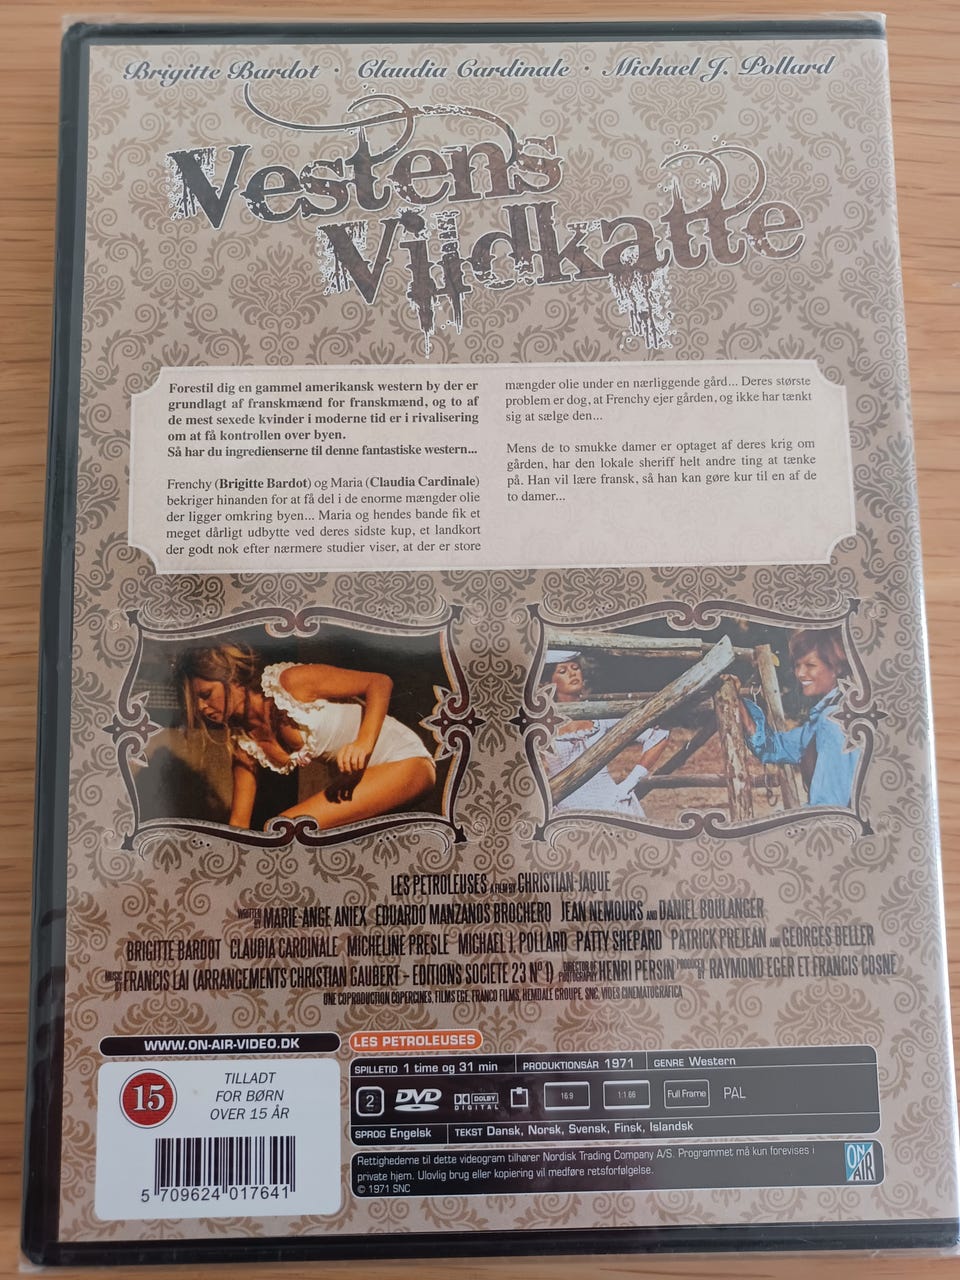 Brigitte Bardot · Claudia Cardinale · Michael J. Pollard
Vestens
Vildkatte
Forestil dig en gammel amerikansk western by der er
grundlagt af franskmænd for franskmænd, og to af
de mest sexede kvinder i moderne tid er i rivalisering
om at få kontrollen over byen.
Så har du ingredienserne til denne fantastiske western...
Frenchy (Brigitte Bardot) og Maria (Claudia Cardinale)
bekriger hinanden for at få del i de enorme mængder olie
der ligger omkring byen... Maria og hendes bande fik et
meget dårligt udbytte ved deres sidste kup, et landkort
der godt nok efter nærmere studier viser, at der er store
mængder olie under en nærliggende gård... Deres største
problem er dog, at Frenchy ejer gården, og ikke har tænkt
sig at sælge den...
Mens de to smukke damer er optaget af deres krig om
gården, har den lokale sheriff helt andre ting at tænke
på. Han vil lære fransk, så han kan gøre kur til en af de
to damer...
LES PETROLEUSES A FILM BY CHRISTIAN-JAQUE
WRITTEN BY MARIE-ANGE ANIEX EDUARDO MANZANOS BROCHERO JEAN NEMOURS AND DANIEL BOULANGER
BRIGITTE BARDOT CLAUDIA CARDINALE MICHELINE PRESLE MICHAEL J. POLLARD PATTY SHEPARD PATRICK PREJEAN AND GEORGES BELLER
MUSIC BY FRANCIS LAI (ARRANGEMENTS CHRISTIAN GAUBERT - EDITIONS SOCIETE 23 Nº 1) DIRECTOR OF PHOTOGRAPHY HENRI PERSIN PRODUCED BY RAYMOND EGER ET FRANCIS COSNE
UNE COPRODUCTION COPERCINES, FILMS EGE, FRANCO FILMS, HEMDALE GROUPE, SNC, VIDES CINEMATOGRAFICA
WWW.ON-AIR-VIDEO.DK
15
TILLADT
FOR BØRN
OVER 15 ÅR
5 709624 017641
LES PETROLEUSES
SPILLETID 1 time og 31 min PRODUKTIONSÅR 1971 GENRE Western
2 DVD VIDEO DOLBY DIGITAL 16:9 1:1.66 Full Frame PAL
SPROG Engelsk TEKST Dansk, Norsk, Svensk, Finsk, Islandsk
Rettighederne til dette videogram tilhører Nordisk Trading Company A/S. Programmet må kun forevises i
private hjem. Ulovlig brug eller kopiering vil medføre retsforfølgelse.
© 1971 SNC
ON AIR